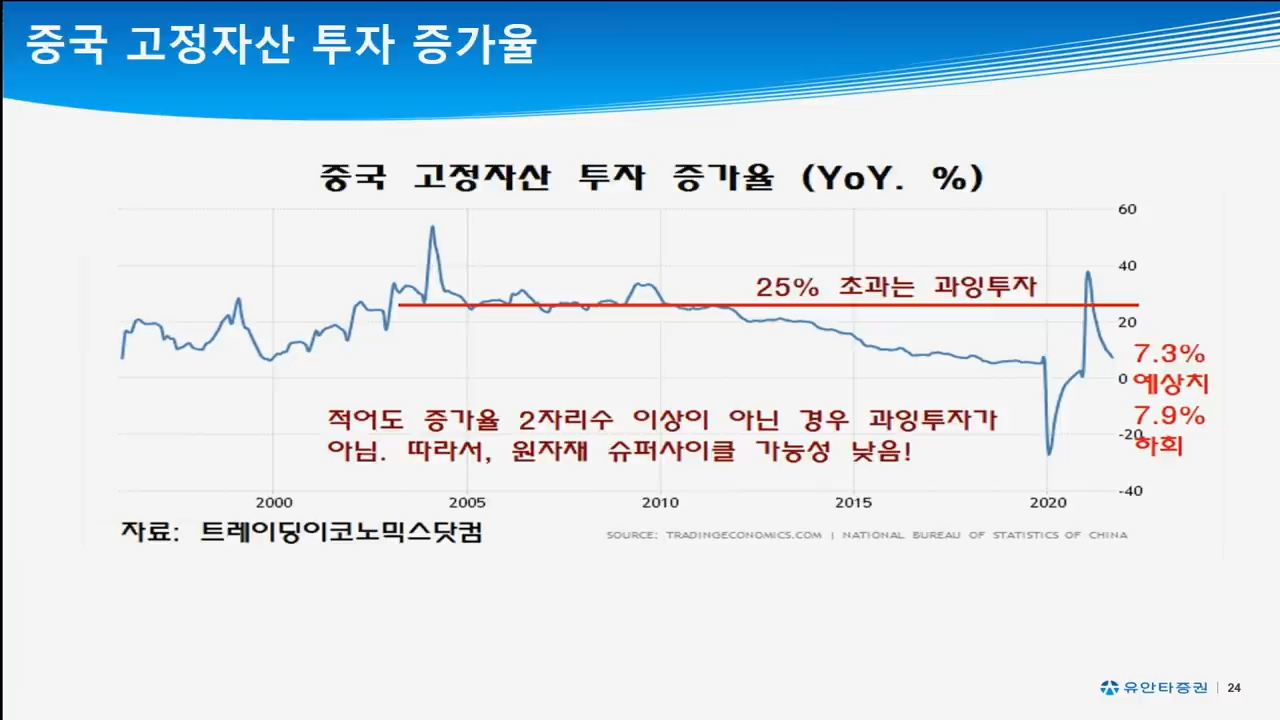 중국 고정자산 투자 증가율
중국 고정자산 투자 증가율 (YoY. %)
60
40
25% 초과는 과잉투자
20
7.3%
0
예상치
7.9%
적어도 증가율 2자리수 이상이 아닌 경우 과잉투자가
-20
하회
아님. 따라서, 원자재 슈퍼사이클 가능성 낮음!
-40
2000 2005 2010 2015 2020
자료: 트레이딩이코노믹스닷컴
SOURCE: TRADINGECONOMICS.COM | NATIONAL BUREAU OF STATISTICS OF CHINA
유안타증권 | 24